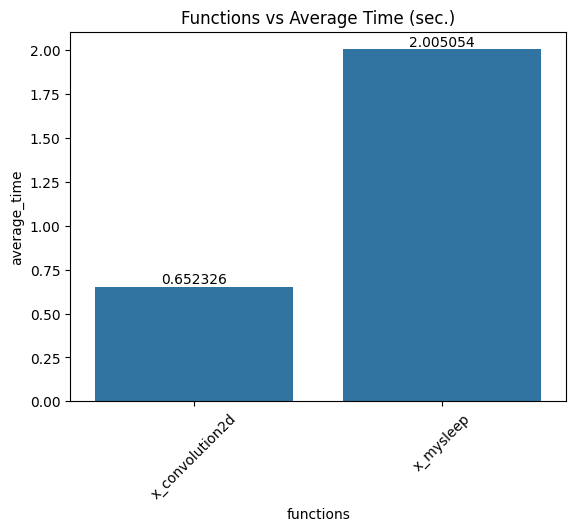 Functions vs Average Time (sec.)
average_time
2.00
1.75
1.50
1.25
1.00
0.75
0.50
0.25
0.00
0.652326
2.005054
x_convolution2d
x_mysleep
functions